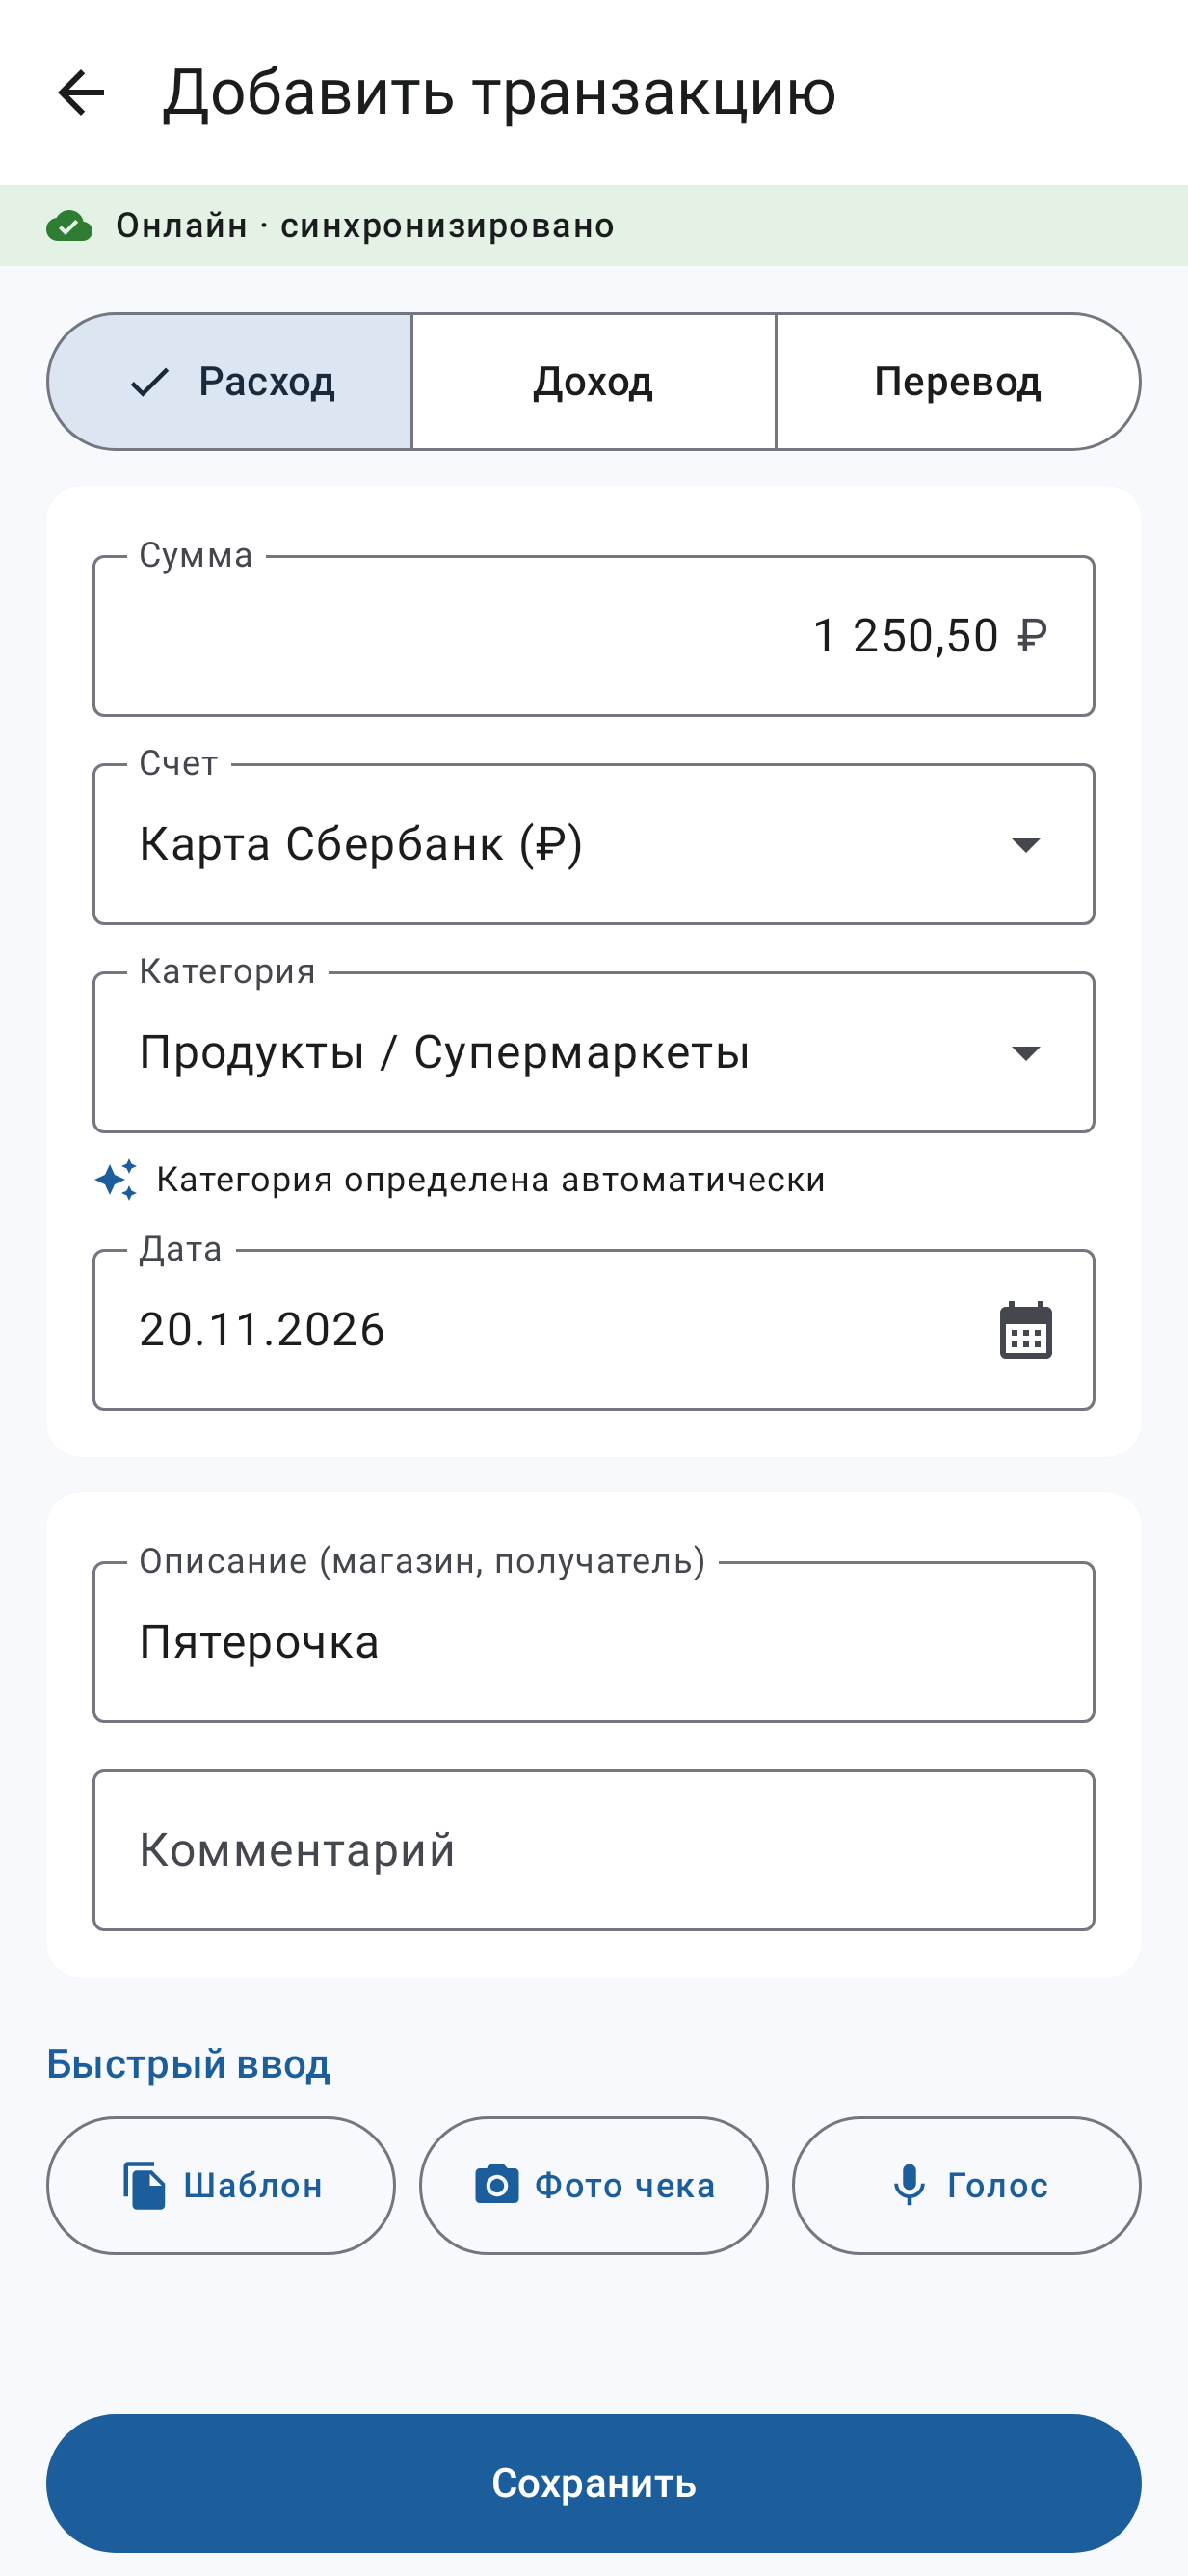 Добавить транзакцию
Онлайн · синхронизировано
Расход Доход Перевод
Сумма
1 250,50 ₽
Счет
Карта Сбербанк (₽)
Категория
Продукты / Супермаркеты
Категория определена автоматически
Дата
20.11.2026
Описание (магазин, получатель)
Пятерочка
Комментарий
Быстрый ввод
Шаблон Фото чека Голос
Сохранить